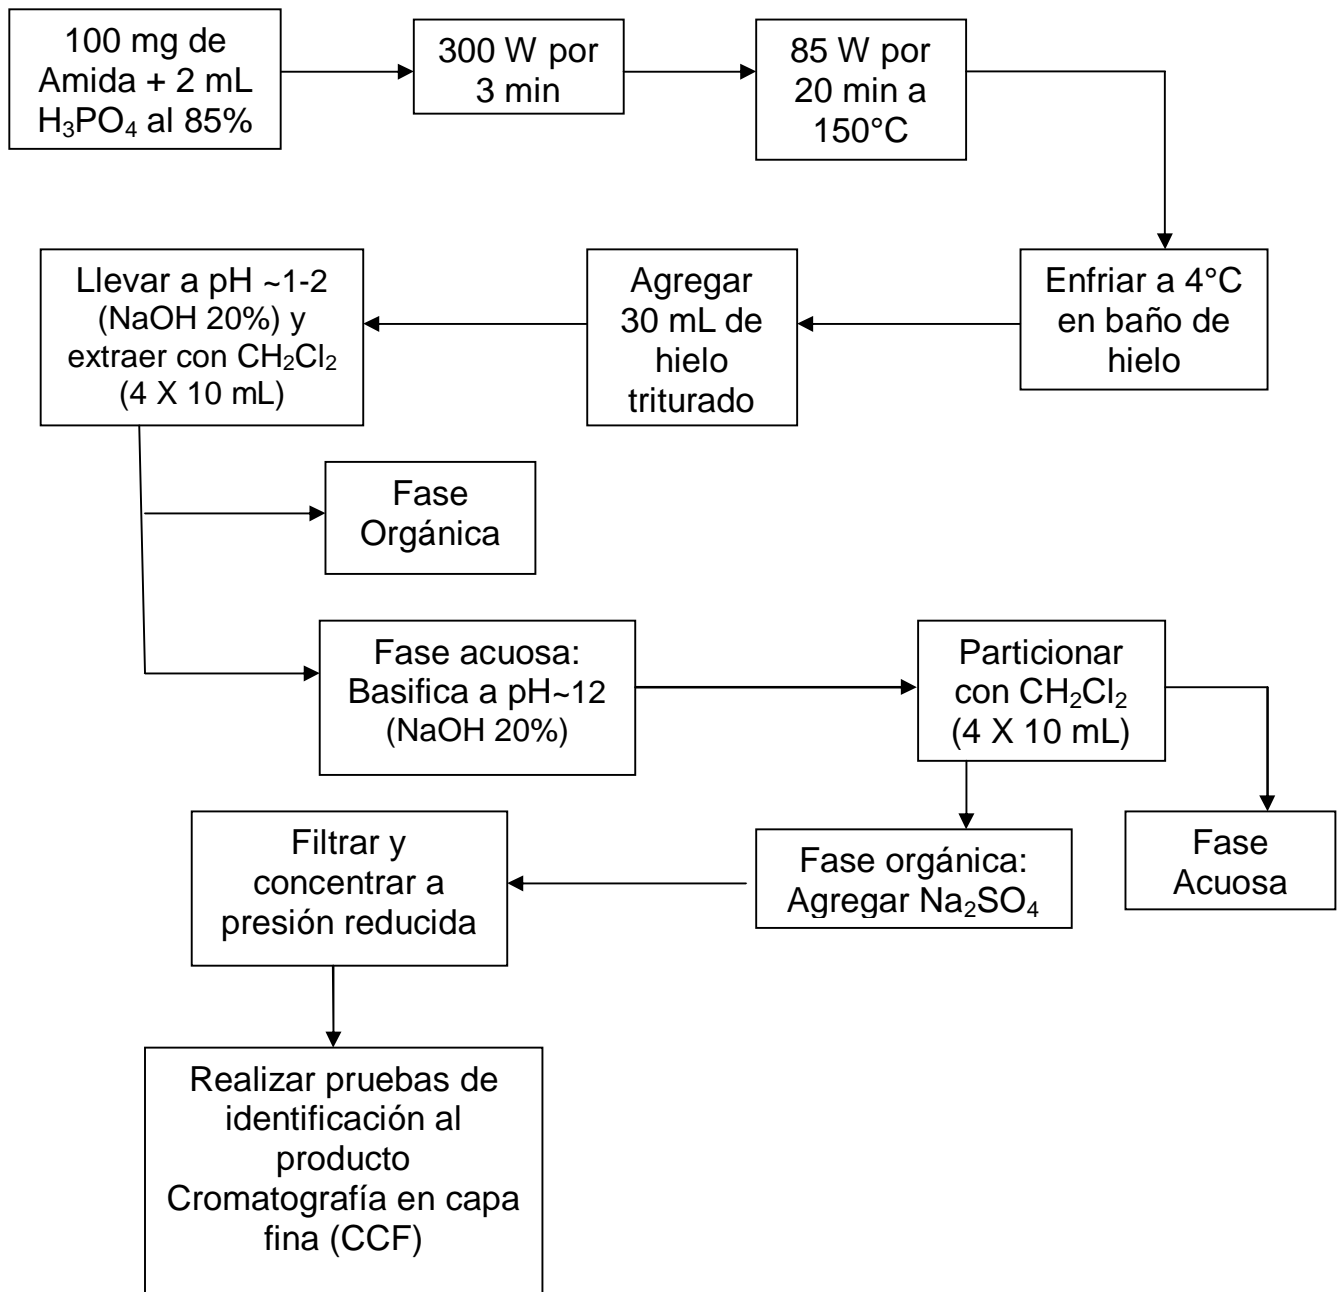 100 mg de
Amida + 2 mL
H₃PO₄ al 85%
300 W por
3 min
85 W por
20 min a
150°C
Enfriar a 4°C
en baño de
hielo
Agregar
30 mL de
hielo
triturado
Llevar a pH ~1-2
(NaOH 20%) y
extraer con CH₂Cl₂
(4 X 10 mL)
Fase
Orgánica
Fase acuosa:
Basifica a pH~12
(NaOH 20%)
Particionar
con CH₂Cl₂
(4 X 10 mL)
Fase
Acuosa
Fase orgánica:
Agregar Na₂SO₄
Filtrar y
concentrar a
presión reducida
Realizar pruebas de
identificación al
producto
Cromatografía en capa
fina (CCF)